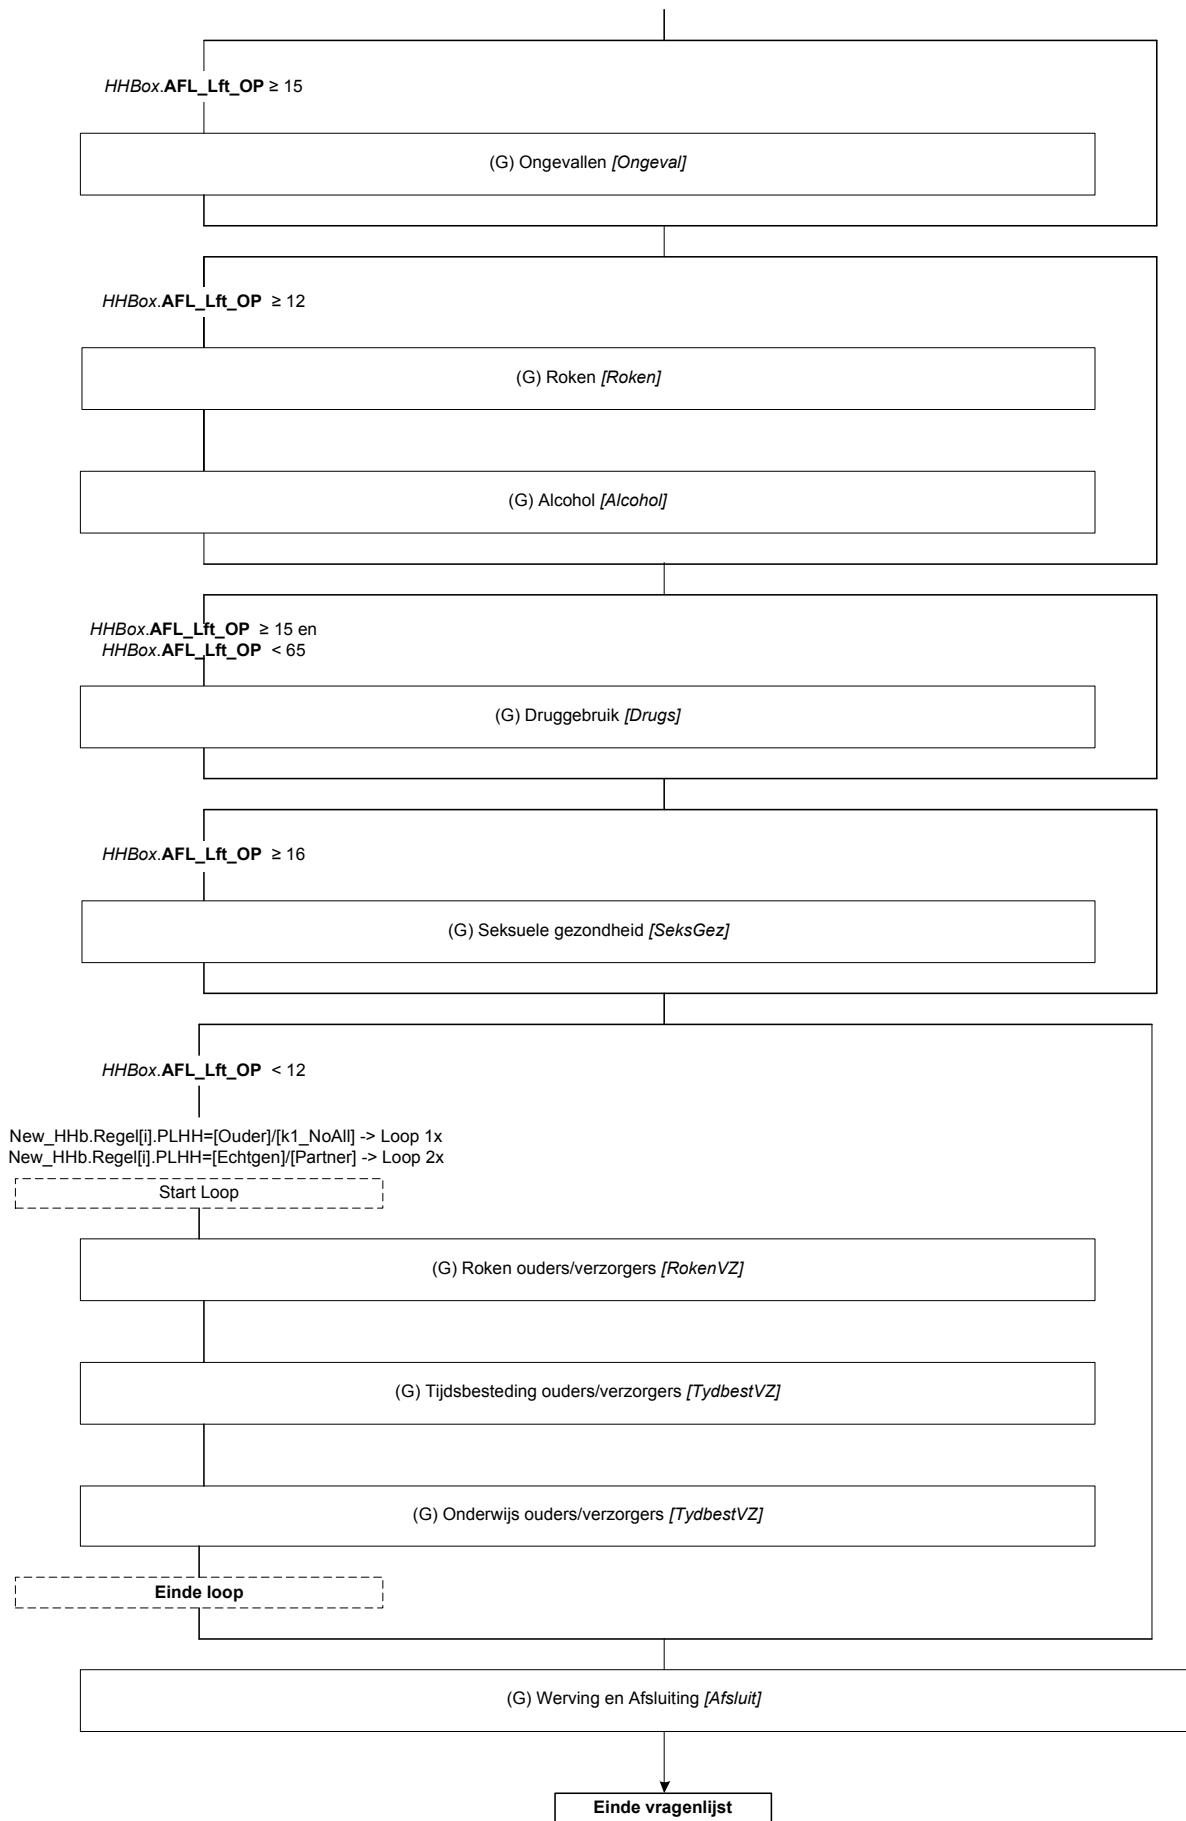 HHBox.AFL_Lft_OP ≥ 15
(G) Ongevallen [Ongeval]
HHBox.AFL_Lft_OP ≥ 12
(G) Roken [Roken]
(G) Alcohol [Alcohol]
HHBox.AFL_Lft_OP ≥ 15 en
HHBox.AFL_Lft_OP < 65
(G) Druggebruik [Drugs]
HHBox.AFL_Lft_OP ≥ 16
(G) Seksuele gezondheid [SeksGez]
HHBox.AFL_Lft_OP < 12
New_HHb.Regel[i].PLHH=[Ouder]/[k1_NoAll] -> Loop 1x
New_HHb.Regel[i].PLHH=[Echtgen]/[Partner] -> Loop 2x
Start Loop
(G) Roken ouders/verzorgers [RokenVZ]
(G) Tijdsbesteding ouders/verzorgers [TydbestVZ]
(G) Onderwijs ouders/verzorgers [TydbestVZ]
Einde loop
(G) Werving en Afsluiting [Afsluit]
Einde vragenlijst